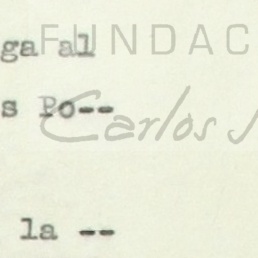 FUNDAC
ga al
s Po--
Carlos J
la --